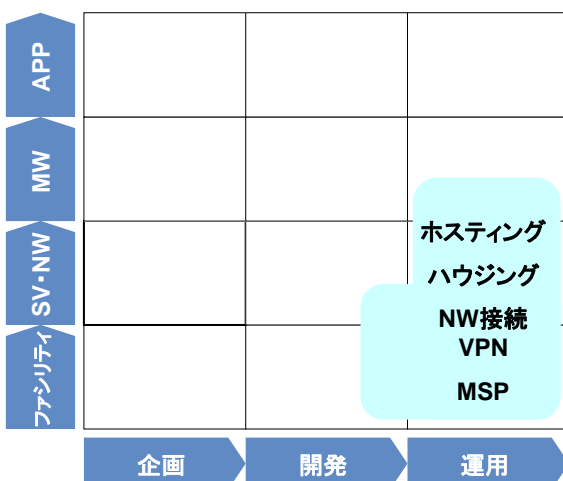 APP
MW
SV・NW
ファシリティ
ホスティング
ハウジング
NW接続
VPN
MSP
企画
開発
運用